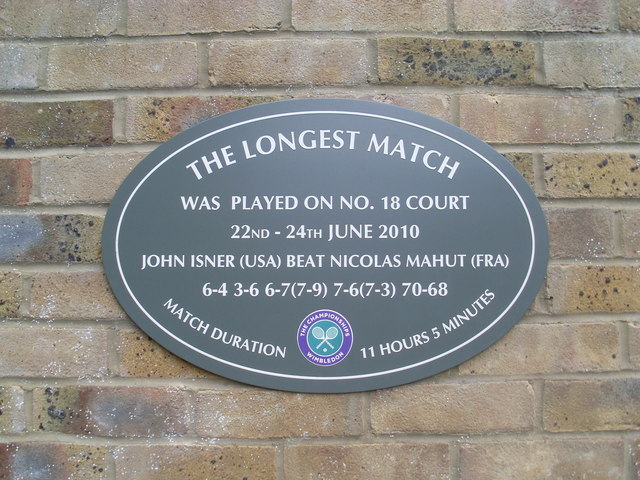 THE LONGEST MATCH
WAS PLAYED ON NO. 18 COURT
22ND - 24TH JUNE 2010
JOHN ISNER (USA) BEAT NICOLAS MAHUT (FRA)
6-4 3-6 6-7(7-9) 7-6(7-3) 70-68
MATCH DURATION 11 HOURS 5 MINUTES
THE CHAMPIONSHIPS
WIMBLEDON